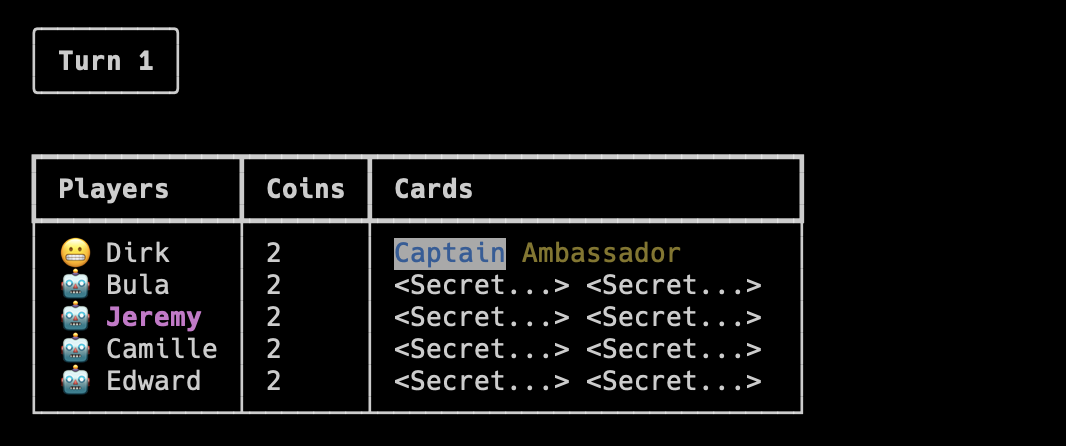 Turn 1
Players Coins Cards
😬 Dirk 2 Captain Ambassador
🤖 Bula 2 <Secret...> <Secret...>
🤖 Jeremy 2 <Secret...> <Secret...>
🤖 Camille 2 <Secret...> <Secret...>
🤖 Edward 2 <Secret...> <Secret...>